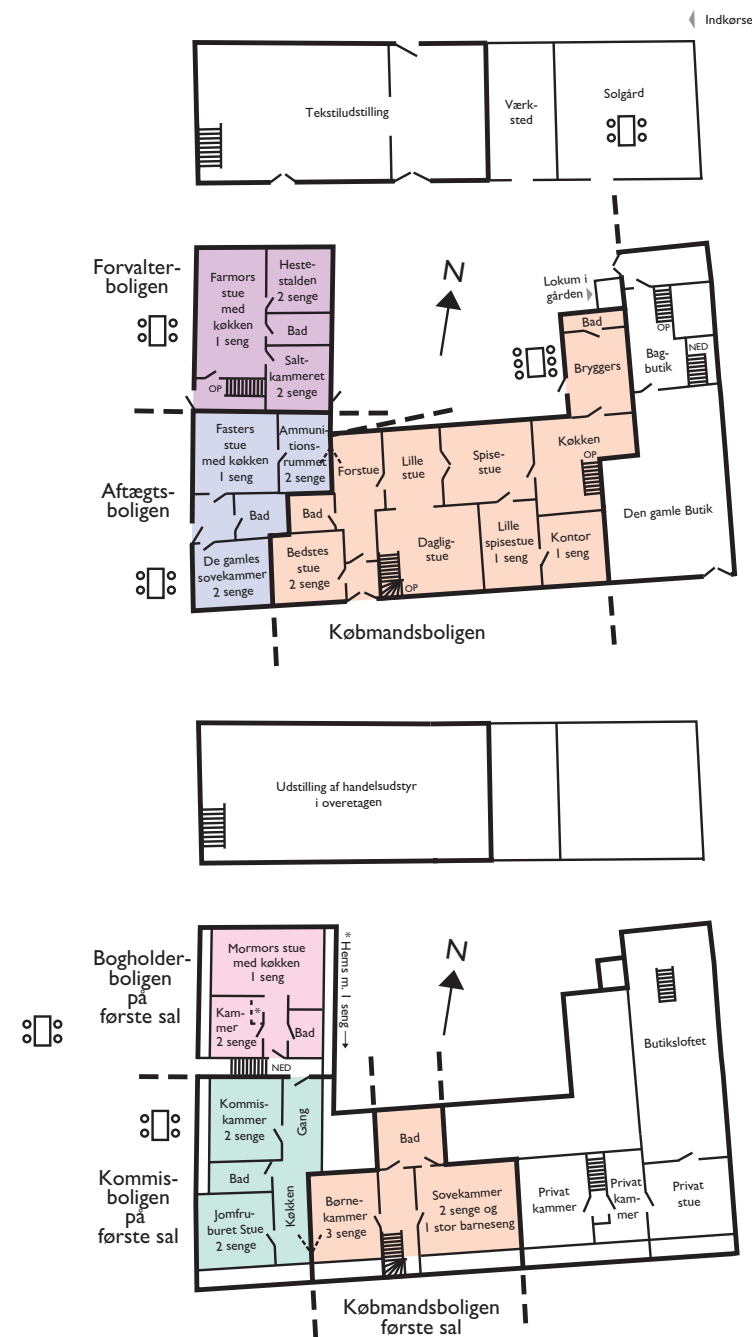 Indkørse
Tekstiludstilling
Værk-
sted
Solgård
Forvalter-
boligen
Farmors
stue
med
køkken
1 seng
Heste-
stalden
2 senge
Bad
Salt-
kammeret
2 senge
OP
N
Lokum i
gården
Bad
Bryggers
OP
NED
Bag-
butik
Aftægts-
boligen
Fasters
stue
med køkken
1 seng
Ammuni-
tions-
rummet
2 senge
Bad
De gamles
sovekammer
2 senge
Forstue
Bad
Bedstes
stue
2 senge
Lille
stue
Spise-
stue
Køkken
OP
Daglig-
stue
OP
Lille
spisestue
1 seng
Kontor
1 seng
Den gamle Butik
Købmandsboligen
Udstilling af handelsudstyr
i overetagen
Bogholder-
boligen
på
første sal
Mormors stue
med køkken
1 seng
Kam-
mer
2 senge
*
Bad
NED
* Hems m. 1 seng
N
Butiksloftet
Kommis-
boligen
på
første sal
Kommis-
kammer
2 senge
Gang
Bad
Køkken
Jomfru-
buret Stue
2 senge
Bad
Børne-
kammer
3 senge
Sovekammer
2 senge og
1 stor barneseng
Privat
kammer
Privat
kam-
mer
Privat
stue
Købmandsboligen
første sal